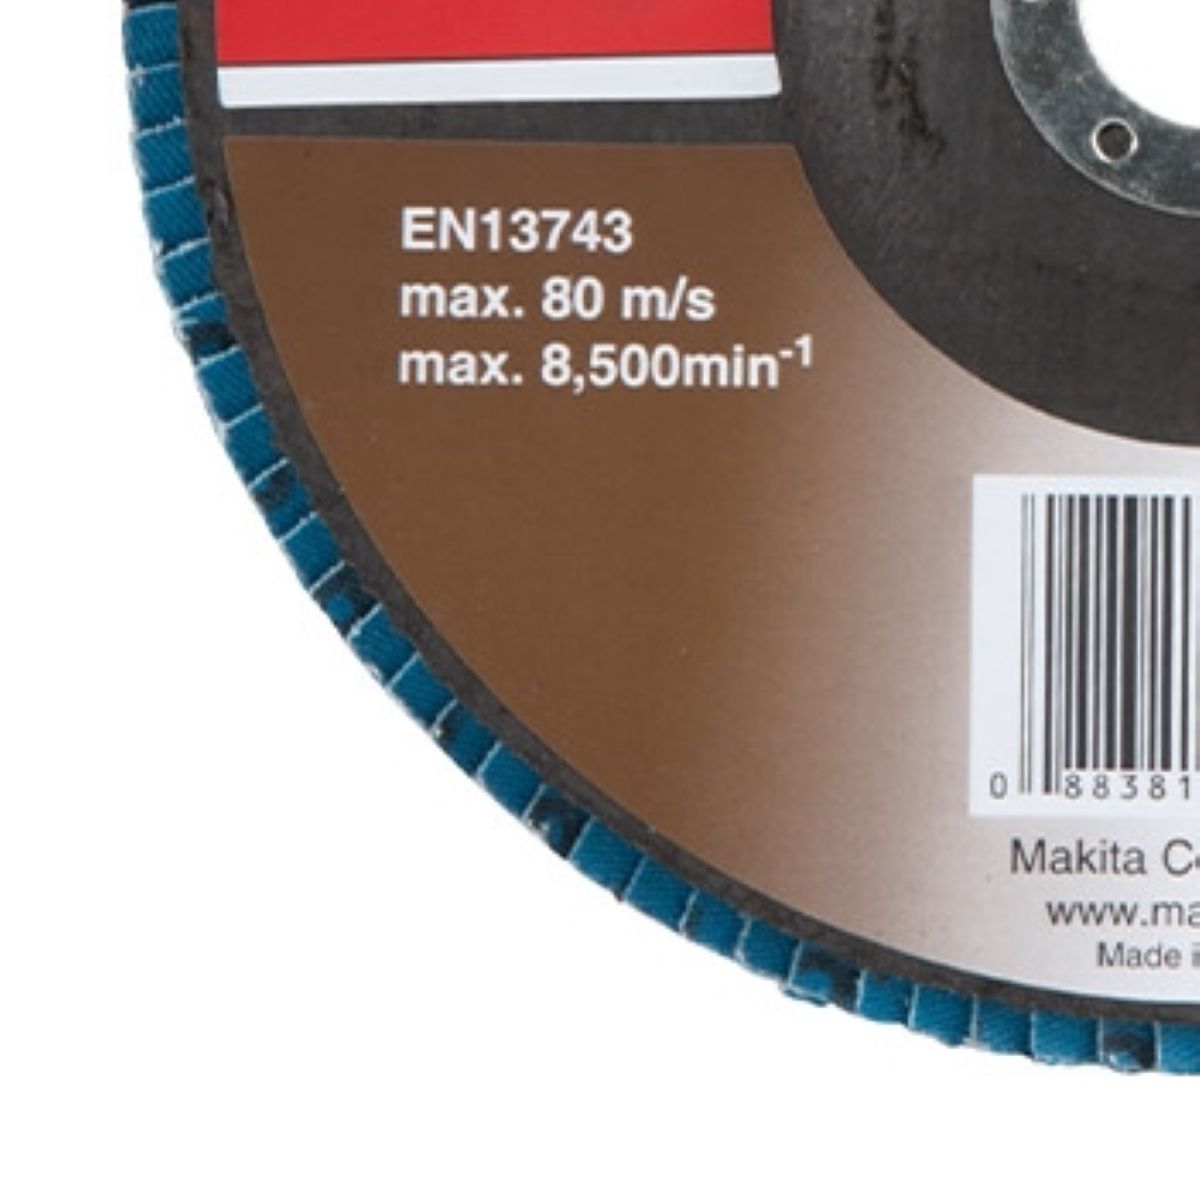 EN13743
max. 80 m/s
max. 8,500min⁻¹
0 88381
Makita
www.ma
Made